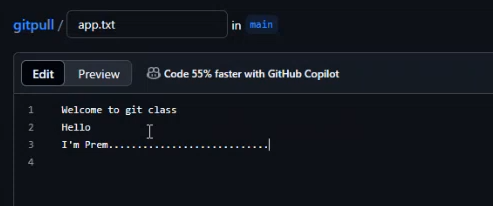 gitpull / app.txt in main
Edit Preview Code 55% faster with GitHub Copilot
1 Welcome to git class
2 Hello
3 I'm Prem............................
4